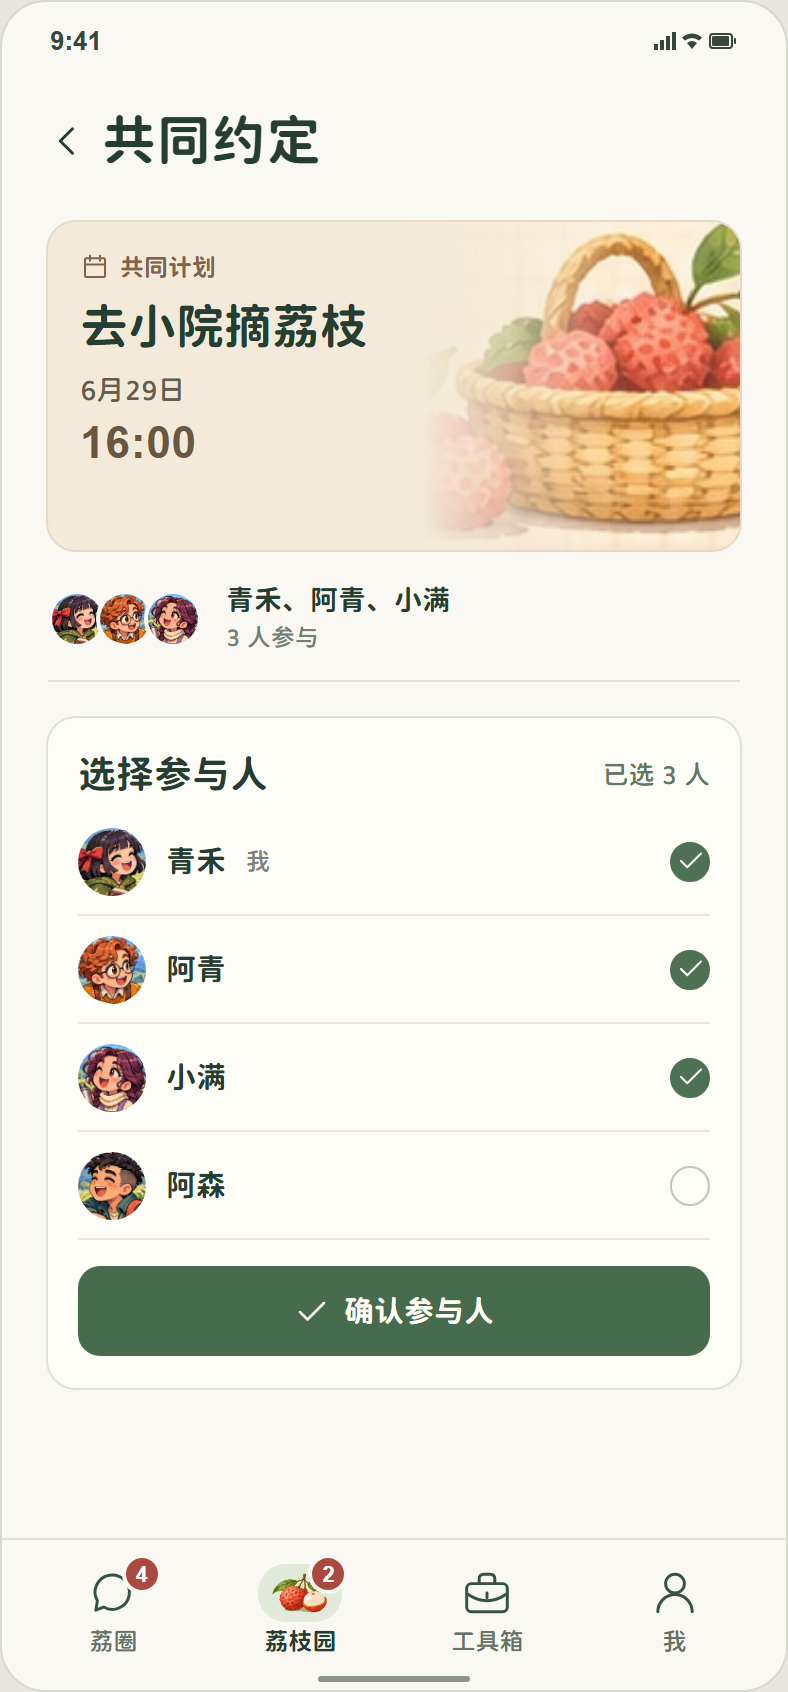 9:41
共同约定
共同计划
去小院摘荔枝
6月29日
16:00
青禾、阿青、小满
3 人参与
选择参与人
已选 3 人
青禾 我
阿青
小满
阿森
确认参与人
4
2
荔圈
荔枝园
工具箱
我